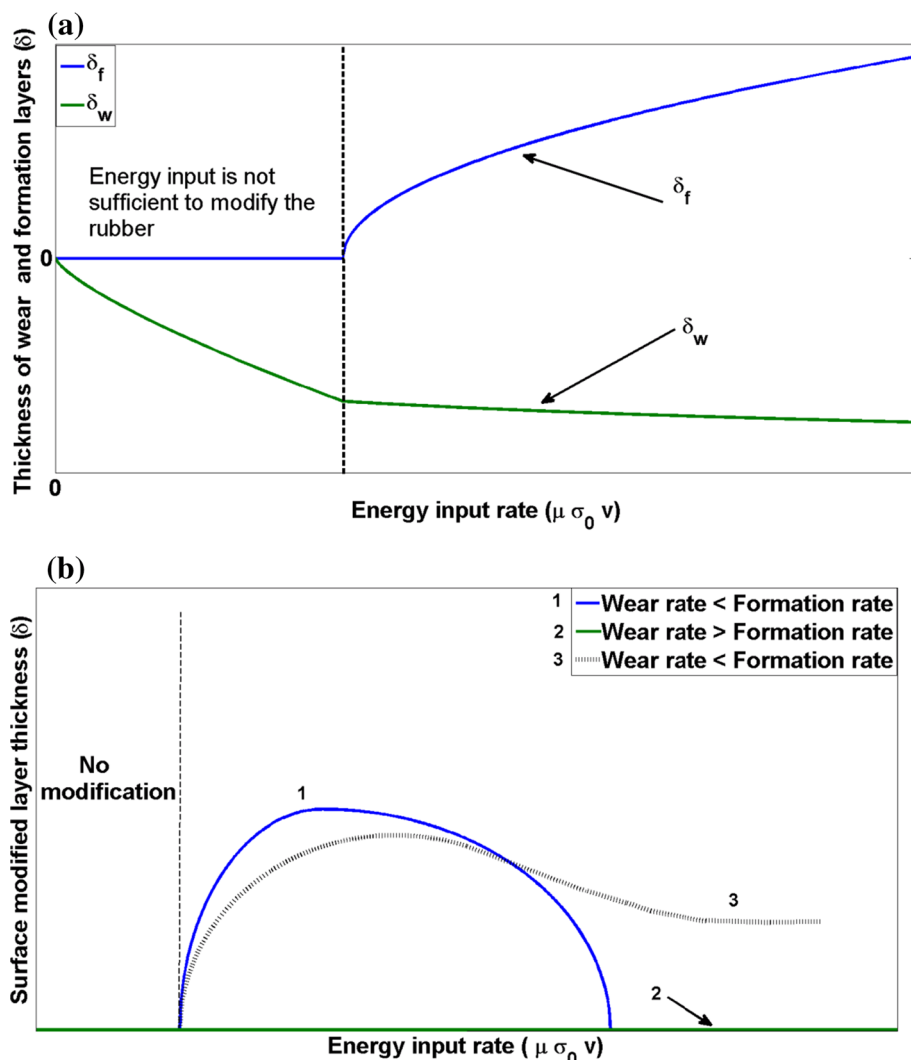 (a)
Thickness of wear and formation layers (δ)
δf
δw
Energy input is not
sufficient to modify the
rubber
δf
0
δw
0
Energy input rate (μ σ0 v)
(b)
Surface modified layer thickness (δ)
1 Wear rate < Formation rate
2 Wear rate > Formation rate
3 Wear rate < Formation rate
No
modification
1
3
2
Energy input rate ( μ σ0 v)